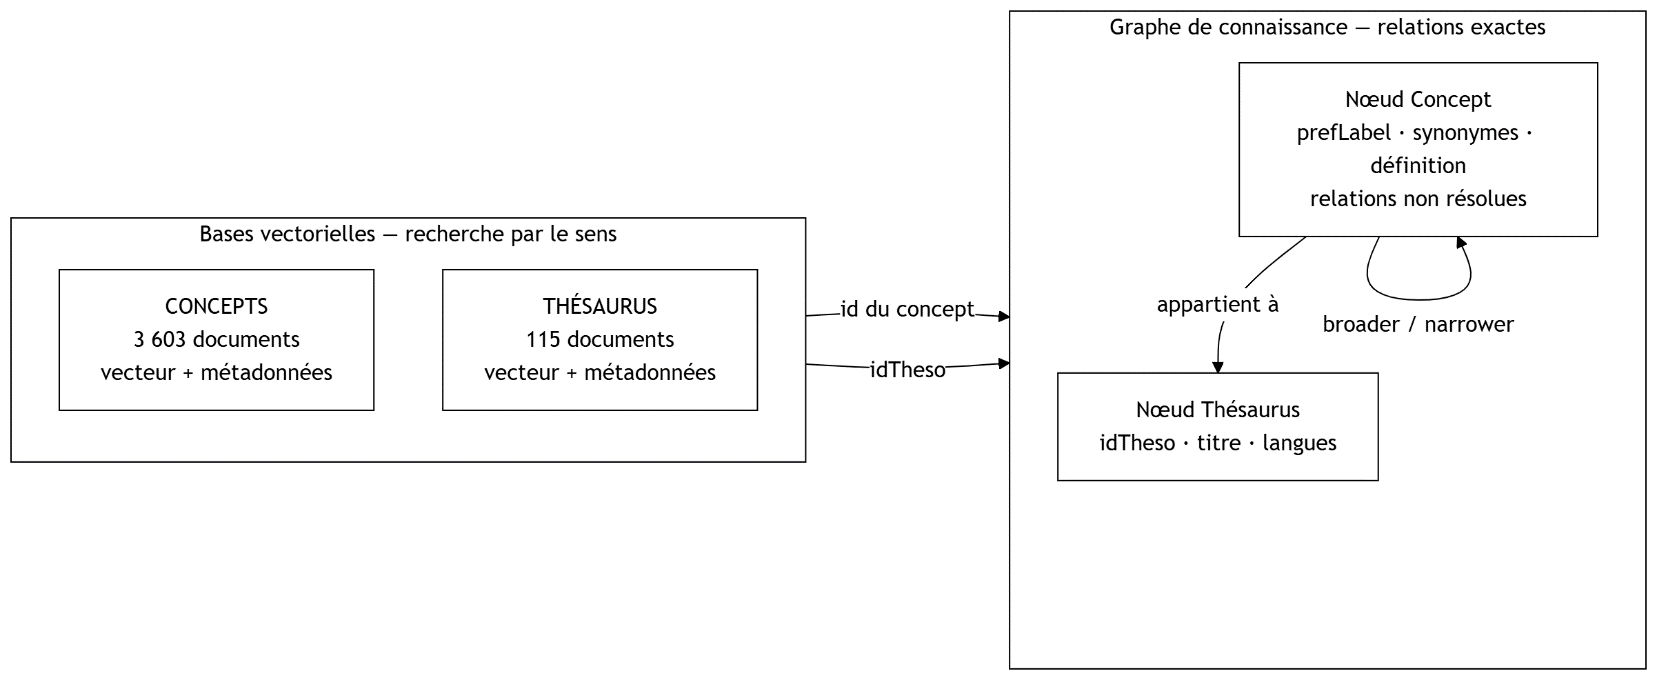 Graphe de connaissance — relations exactes
Nœud Concept
prefLabel · synonymes ·
définition
relations non résolues
Bases vectorielles — recherche par le sens
CONCEPTS
3 603 documents
vecteur + métadonnées
THÉSAURUS
115 documents
vecteur + métadonnées
id du concept
idTheso
appartient à
broader / narrower
Nœud Thésaurus
idTheso · titre · langues